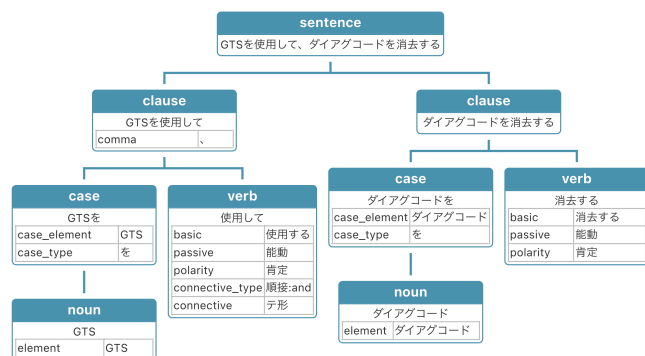 sentence
GTSを使用して、ダイアグコードを消去する
clause
GTSを使用して
comma 、
clause
ダイアグコードを消去する
case
GTSを
case_element GTS
case_type を
verb
使用して
basic 使用する
passive 能動
polarity 肯定
connective_type 順接:and
connective テ形
case
ダイアグコードを
case_element ダイアグコード
case_type を
verb
消去する
basic 消去する
passive 能動
polarity 肯定
noun
GTS
element GTS
noun
ダイアグコード
element ダイアグコード